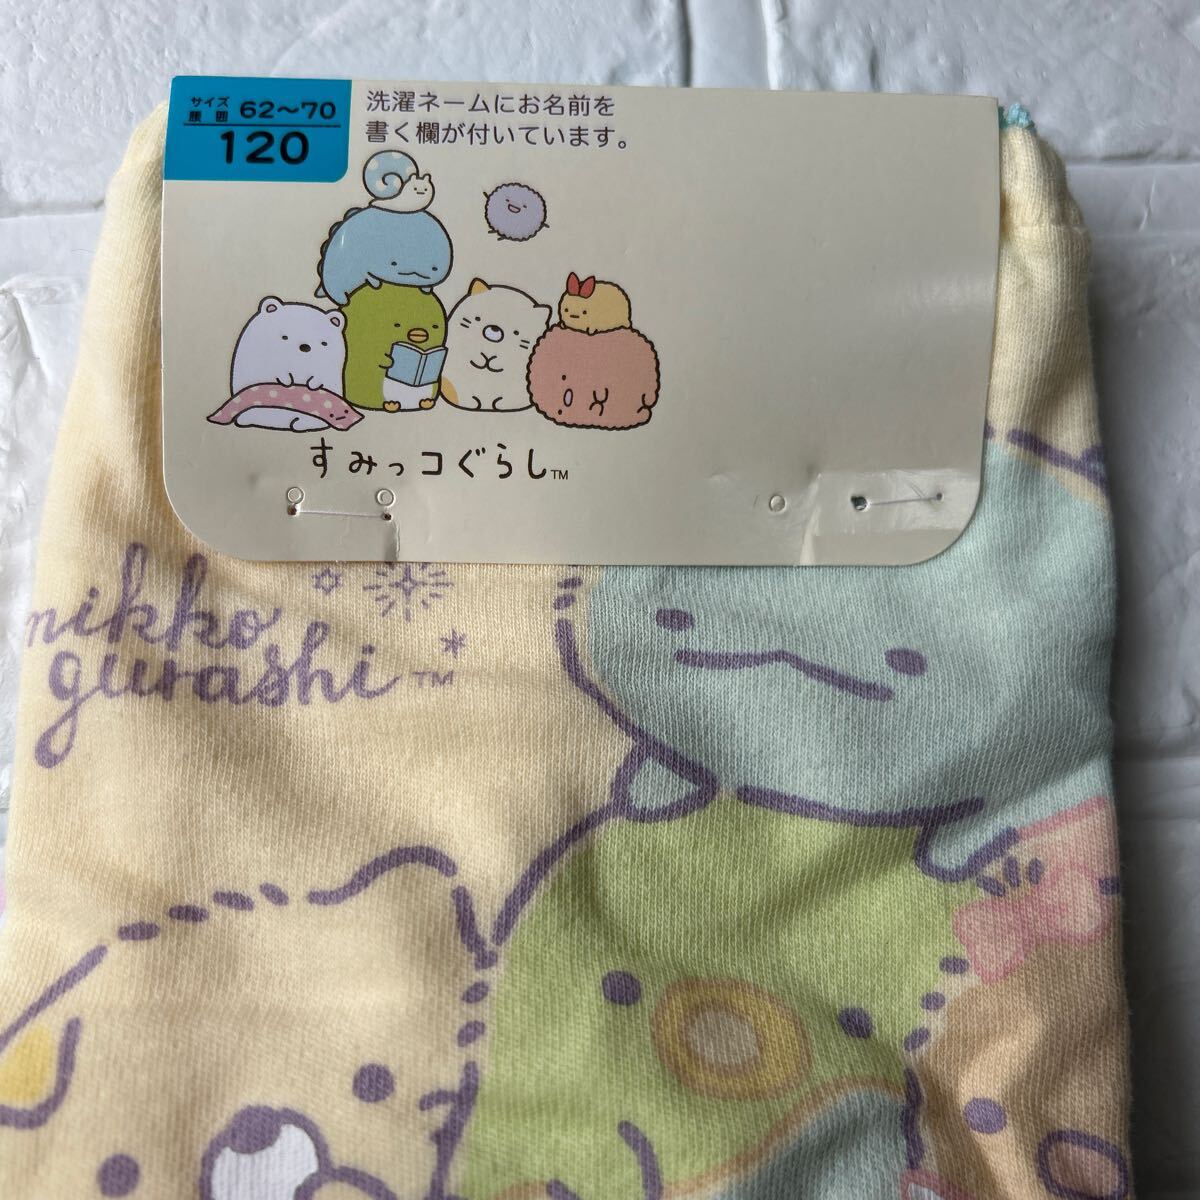 サイズ
腰囲 62～70
120
洗濯ネームにお名前を
書く欄が付いています。
すみっコぐらし™
mikko
gurashi™